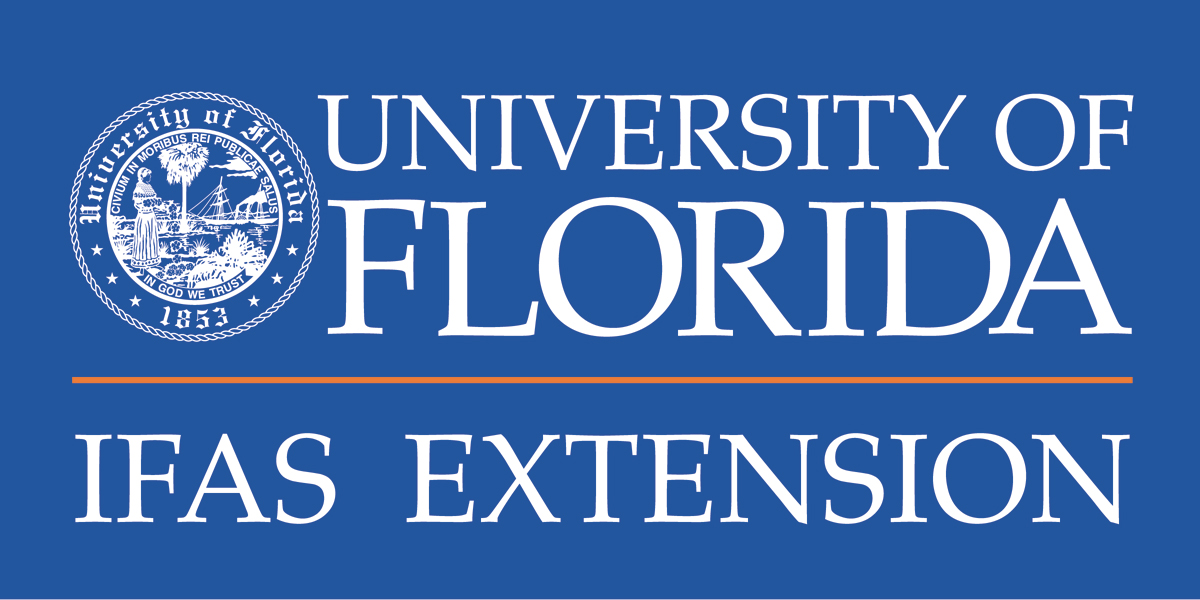 University of Florida
CIVIUM IN MORIBUS REI PUBLICAE SALUS
IN GOD WE TRUST
1853
UNIVERSITY OF
FLORIDA
IFAS EXTENSION